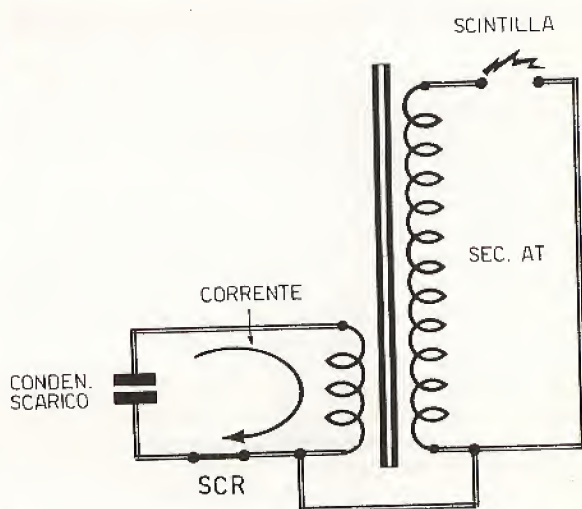 SCINTILLA
SEC. AT
CORRENTE
CONDEN.
SCARICO
SCR